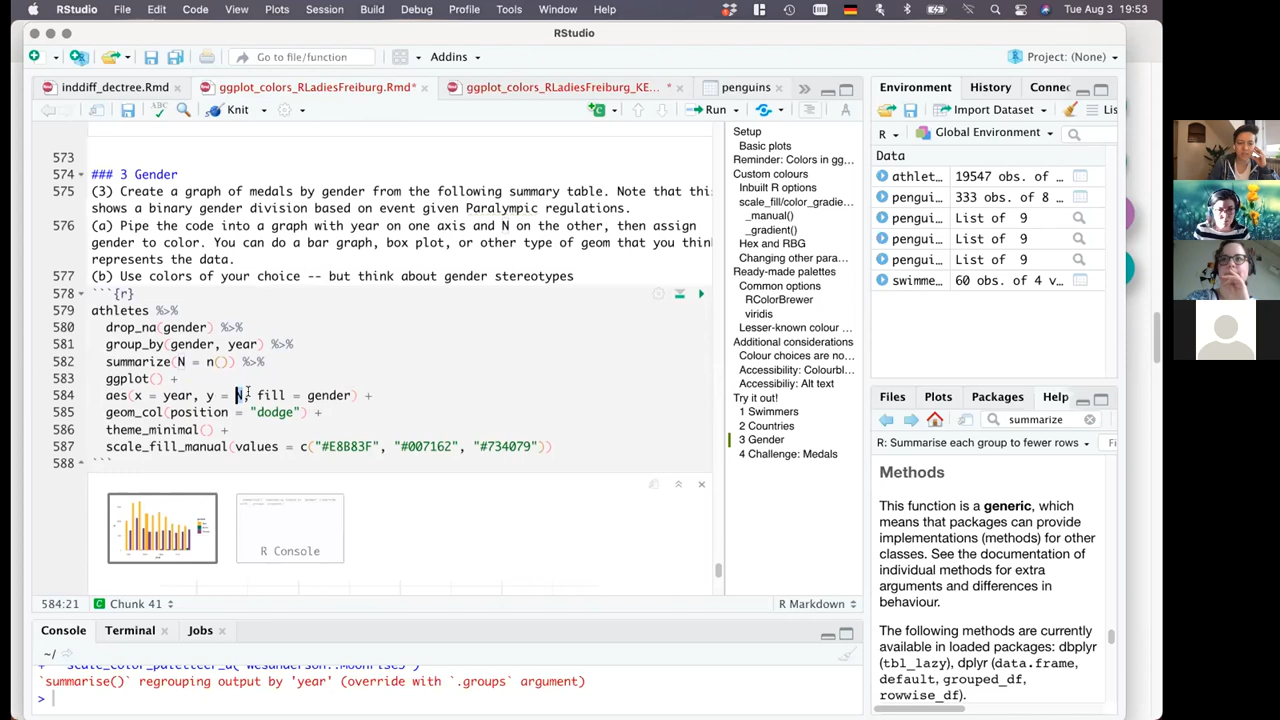 RStudio File Edit Code View Plots Session Build Debug Profile Tools Window Help Tue Aug 3 19:53
RStudio
Go to file/function Addins Project: (None)
inddiff_dectree.Rmd ggplot_colors_RLadiesFreiburg.Rmd* ggplot_colors_RLadiesFreiburg_KE... * penguins
Knit Run
573
574 ### 3 Gender
575 (3) Create a graph of medals by gender from the following summary table. Note that this
shows a binary gender division based on event given Paralympic regulations.
576 (a) Pipe the code into a graph with year on one axis and N on the other, then assign
gender to color. You can do a bar graph, box plot, or other type of geom that you think
represents the data.
577 (b) Use colors of your choice -- but think about gender stereotypes
578 ```{r}
579 athletes %>%
580 drop_na(gender) %>%
581 group_by(gender, year) %>%
582 summarize(N = n()) %>%
583 ggplot() +
584 aes(x = year, y = N, fill = gender) +
585 geom_col(position = "dodge") +
586 theme_minimal() +
587 scale_fill_manual(values = c("#E8B83F", "#007162", "#734079"))
588 ```
R Console
584:21 Chunk 41 R Markdown
Setup
Basic plots
Reminder: Colors in gg...
Custom colours
Inbuilt R options
scale_fill/color_gradie...
_manual()
_gradient()
Hex and RBG
Changing other para...
Ready-made palettes
Common options
RColorBrewer
viridis
Lesser-known colour ...
Additional considerations
Colour choices are no...
Accessibility: Colourbl...
Accessibiliy: Alt text
Try it out!
1 Swimmers
2 Countries
3 Gender
4 Challenge: Medals
Console Terminal Jobs
~/
`summarise()` regrouping output by 'year' (override with `.groups` argument)
>
Environment History Connec
Import Dataset Lis
R Global Environment
Data
athlet... 19547 obs. of...
pengui... 333 obs. of 8 ...
pengui... List of 9
pengui... List of 9
pengui... List of 9
swimme... 60 obs. of 4 v...
Files Plots Packages Help
summarize
R: Summarise each group to fewer rows
Methods
This function is a generic, which
means that packages can provide
implementations (methods) for other
classes. See the documentation of
individual methods for extra
arguments and differences in
behaviour.
The following methods are currently
available in loaded packages: dbplyr
(tbl_lazy), dplyr (data.frame,
default, grouped_df,
rowwise_df).